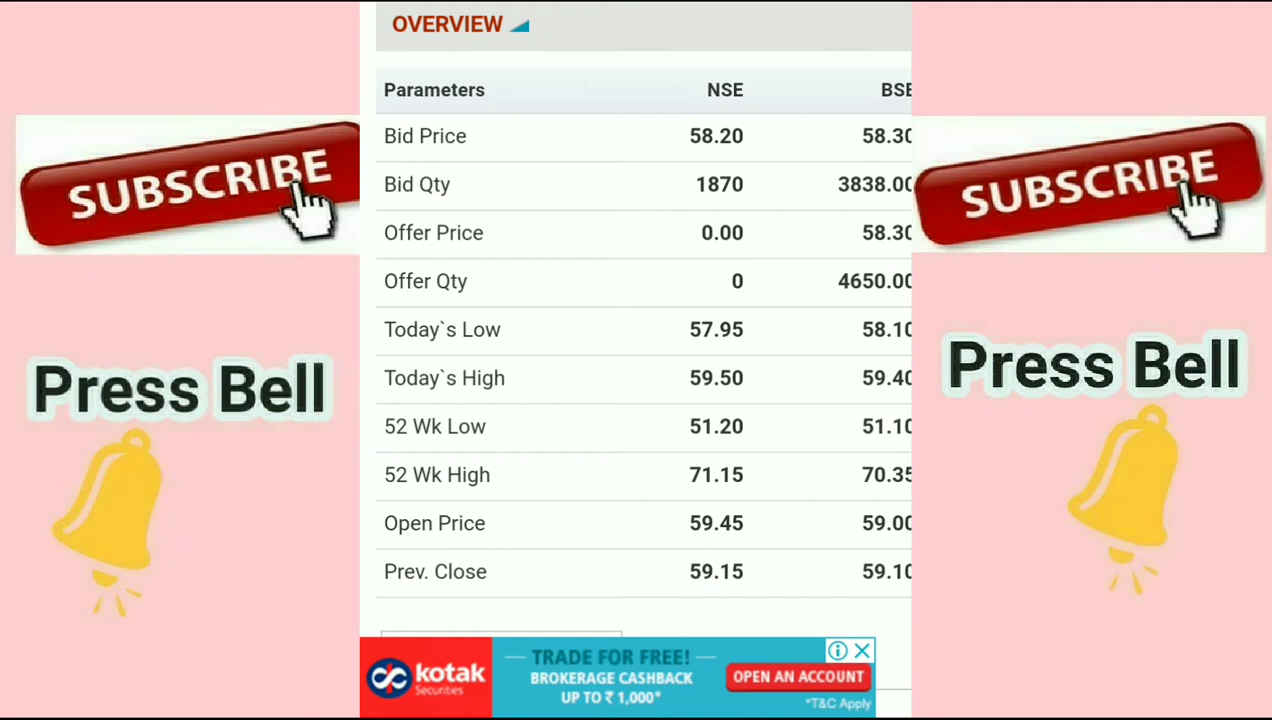 OVERVIEW
Parameters NSE BSE
Bid Price 58.20 58.30
Bid Qty 1870 3838.00
Offer Price 0.00 58.30
Offer Qty 0 4650.00
Today`s Low 57.95 58.10
Today`s High 59.50 59.40
52 Wk Low 51.20 51.10
52 Wk High 71.15 70.35
Open Price 59.45 59.00
Prev. Close 59.15 59.10
SUBSCRIBE
Press Bell
SUBSCRIBE
Press Bell
kotak
Securities
TRADE FOR FREE!
BROKERAGE CASHBACK
UP TO ₹ 1,000*
OPEN AN ACCOUNT
*T&C Apply